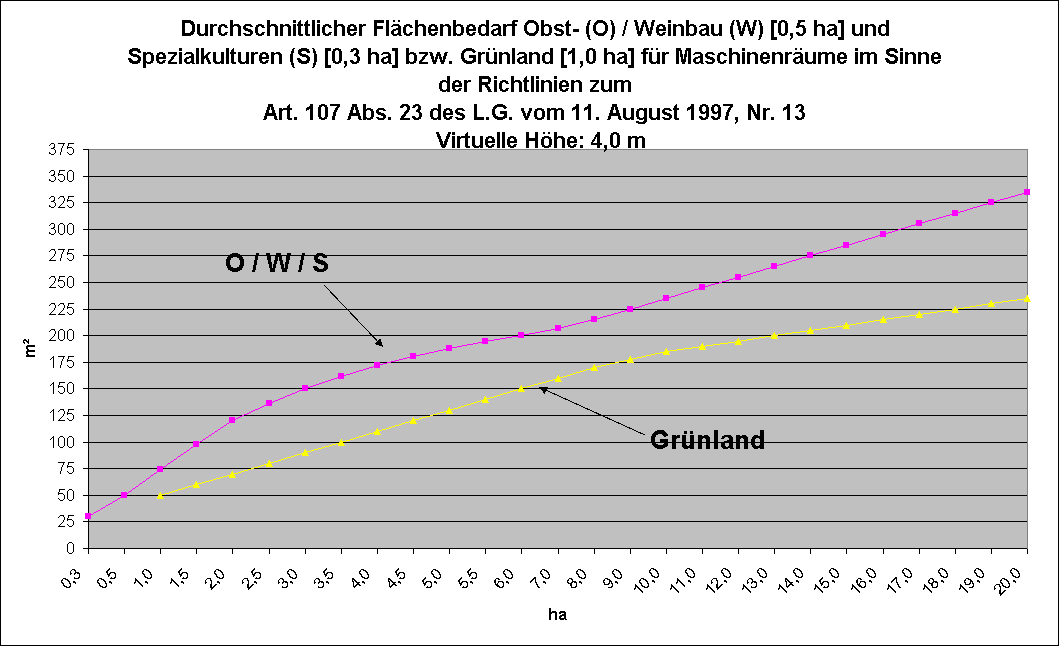 Durchschnittlicher Flächenbedarf Obst- (O) / Weinbau (W) [0,5 ha] und
Spezialkulturen (S) [0,3 ha] bzw. Grünland [1,0 ha] für Maschinenräume im Sinne
der Richtlinien zum
Art. 107 Abs. 23 des L.G. vom 11. August 1997, Nr. 13
Virtuelle Höhe: 4,0 m
375
350
325
300
275
250
225
200
175
150
125
100
75
50
25
0
m²
O / W / S
Grünland
0,3 0,5 1,0 1,5 2,0 2,5 3,0 3,5 4,0 4,5 5,0 5,5 6,0 7,0 8,0 9,0 10,0 11,0 12,0 13,0 14,0 15,0 16,0 17,0 18,0 19,0 20,0
ha